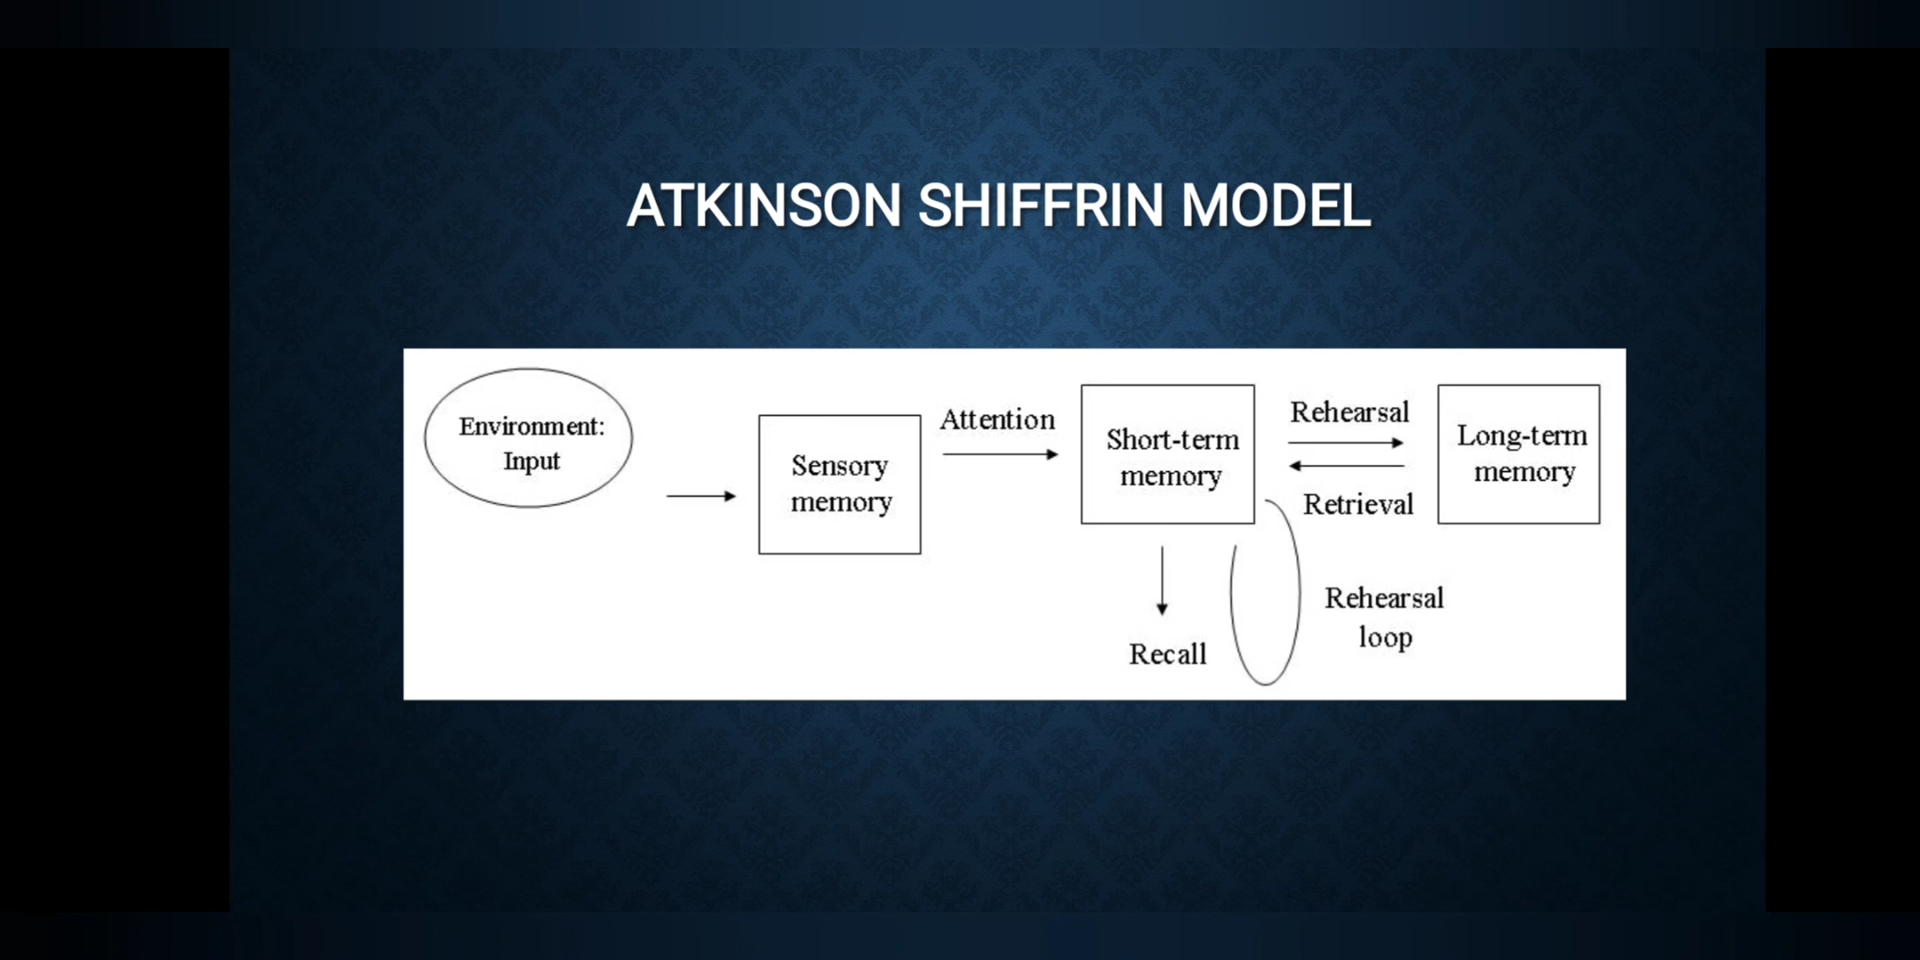 ATKINSON SHIFFRIN MODEL
Environment:
Input
Sensory
memory
Attention
Short-term
memory
Rehearsal
Retrieval
Long-term
memory
Recall
Rehearsal
loop